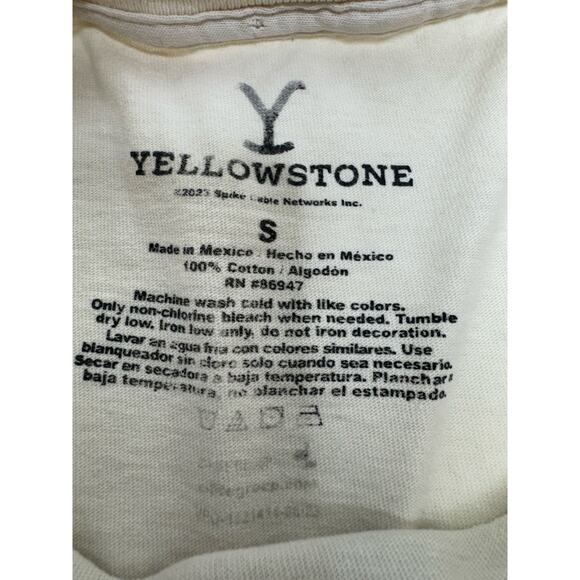 Y
YELLOWSTONE
©2023 Spike Cable Networks Inc.
S
Made in Mexico / Hecho en México
100% Cotton / Algodón
RN #86947
Machine wash cold with like colors.
Only non-chlorine bleach when needed. Tumble
dry low. Iron low only, do not iron decoration.
Lavar en agua fria con colores similares. Use
blanqueador sin cloro solo cuando sea necesario.
Secar en secadora a baja temperatura. Planchar
baja temperatura, no planchar el estampado.